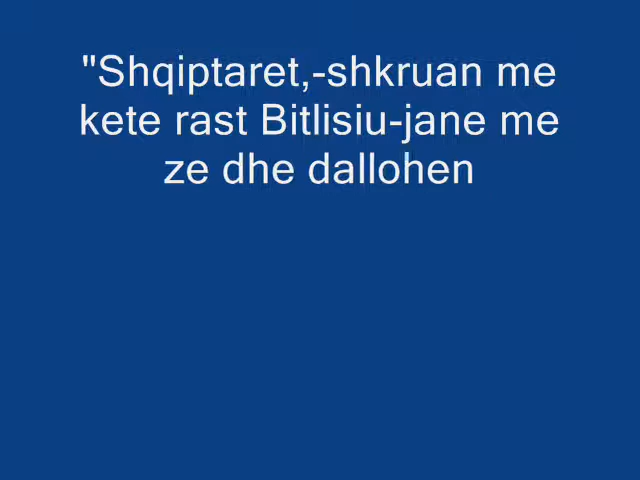 "Shqiptaret,-shkruan me
kete rast Bitlisiu-jane me
ze dhe dallohen